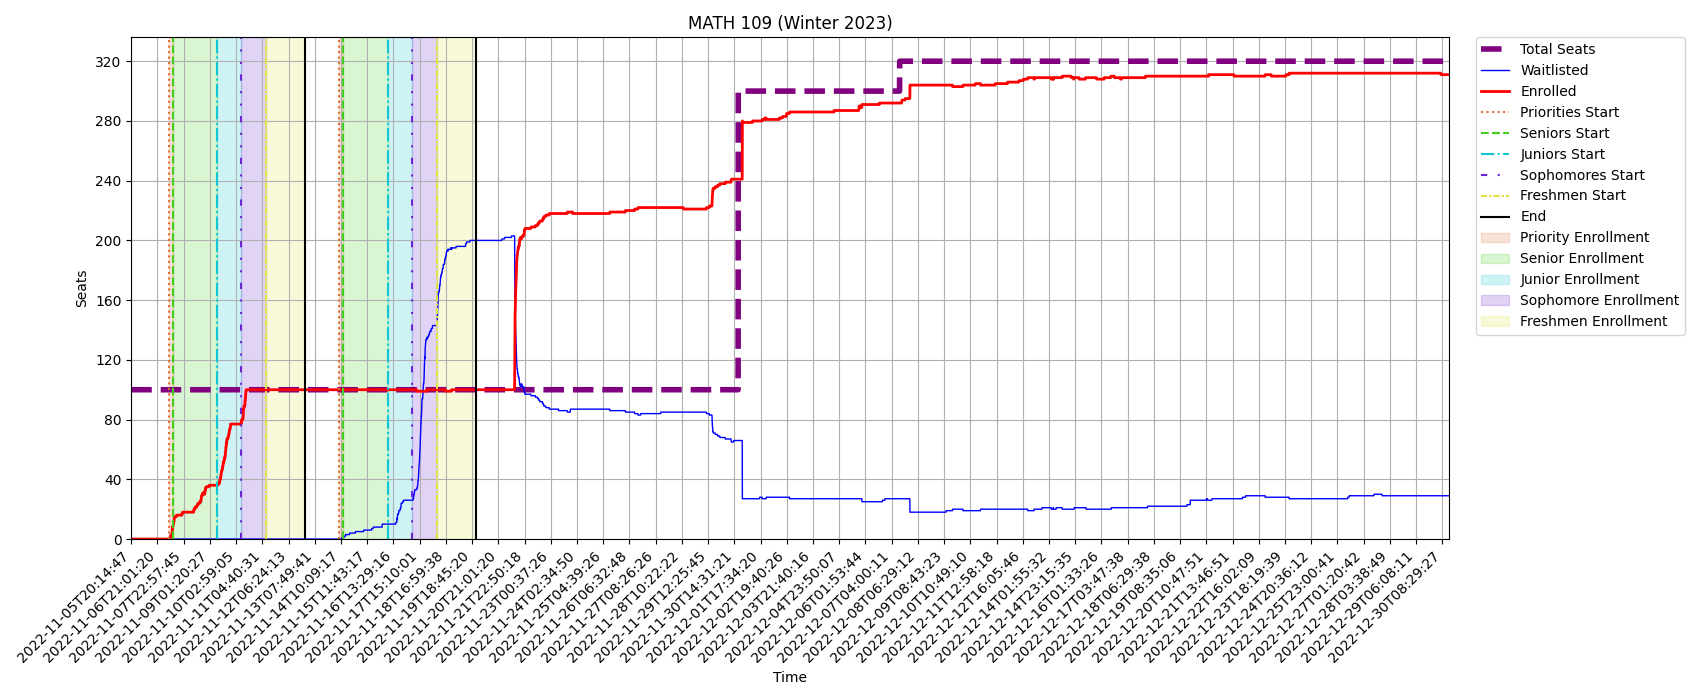 MATH 109 (Winter 2023)
320
280
240
200
160
120
80
40
0
Seats
2022-11-05T20:14:47
2022-11-06T21:01:20
2022-11-07T22:57:45
2022-11-09T01:20:27
2022-11-10T02:59:05
2022-11-11T04:40:31
2022-11-12T06:24:13
2022-11-13T07:49:41
2022-11-14T10:09:17
2022-11-15T11:43:17
2022-11-16T13:29:16
2022-11-17T15:10:01
2022-11-18T16:59:38
2022-11-19T18:45:20
2022-11-20T21:01:20
2022-11-21T22:50:18
2022-11-23T00:37:26
2022-11-24T02:34:50
2022-11-25T04:39:26
2022-11-26T06:32:48
2022-11-27T08:26:26
2022-11-28T10:22:22
2022-11-29T12:25:45
2022-11-30T14:31:21
2022-12-01T17:34:20
2022-12-02T19:40:26
2022-12-03T21:40:16
2022-12-04T23:50:07
2022-12-06T01:53:44
2022-12-07T04:00:11
2022-12-08T06:29:12
2022-12-09T08:43:23
2022-12-10T10:49:10
2022-12-11T12:58:18
2022-12-12T16:05:46
2022-12-14T01:55:32
2022-12-14T23:15:35
2022-12-16T01:33:26
2022-12-17T03:47:38
2022-12-18T06:29:38
2022-12-19T08:35:06
2022-12-20T10:47:51
2022-12-21T13:46:51
2022-12-22T16:02:09
2022-12-23T18:19:39
2022-12-24T20:36:12
2022-12-25T23:00:41
2022-12-27T01:20:42
2022-12-28T03:38:49
2022-12-29T06:08:11
2022-12-30T08:29:27
Time
Total Seats
Waitlisted
Enrolled
Priorities Start
Seniors Start
Juniors Start
Sophomores Start
Freshmen Start
End
Priority Enrollment
Senior Enrollment
Junior Enrollment
Sophomore Enrollment
Freshmen Enrollment